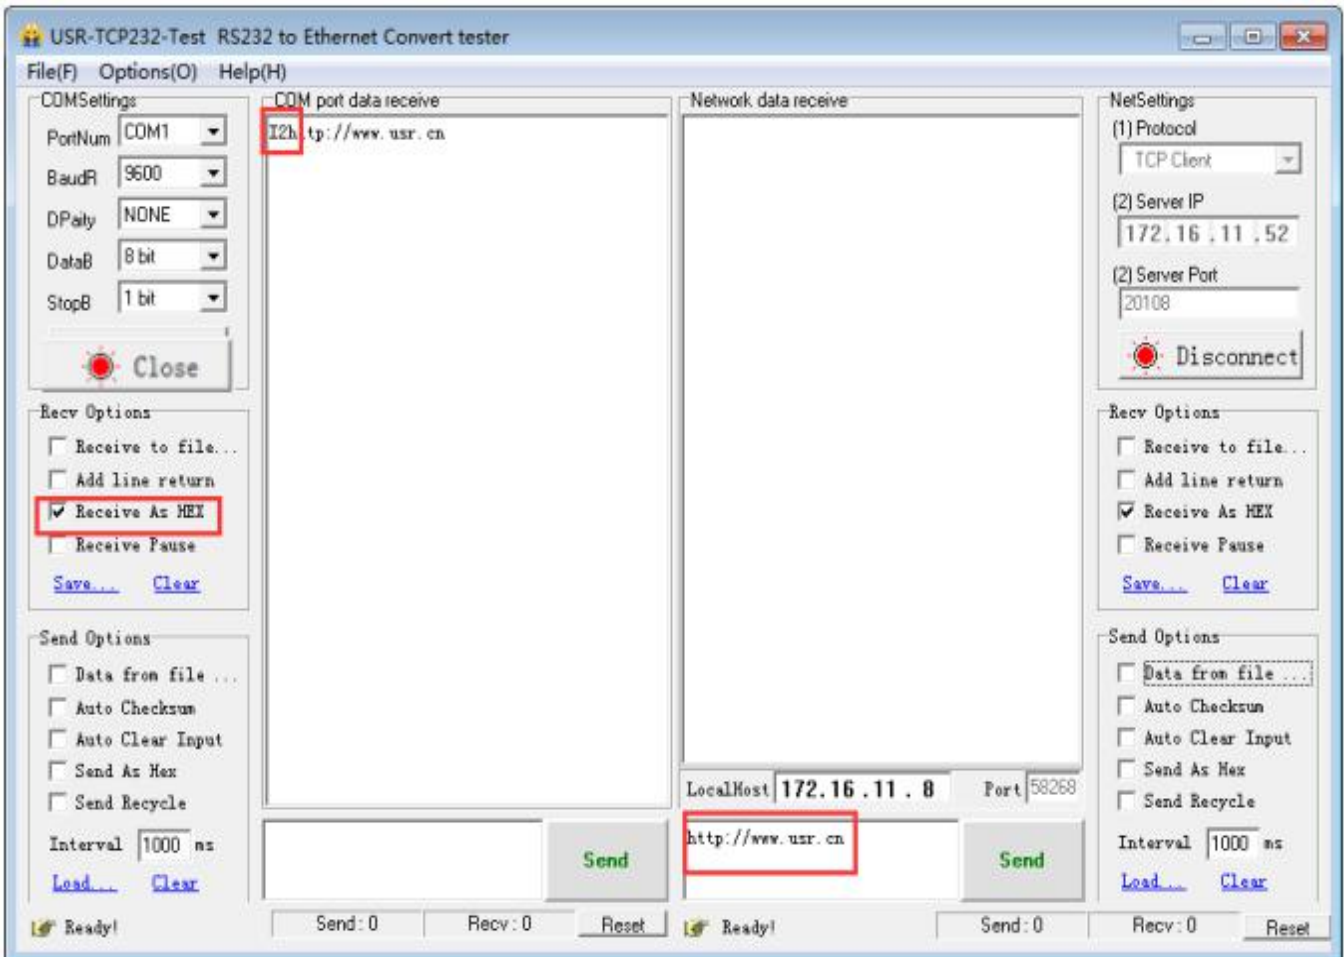 USR-TCP232-Test RS232 to Ethernet Convert tester
File(F) Options(O) Help(H)
COMSettings
PortNum COM1
BaudR 9600
DPaity NONE
DataB 8 bit
StopB 1 bit
Close
Recv Options
Receive to file...
Add line return
Receive As HEX
Receive Pause
Save... Clear
Send Options
Data from file ...
Auto Checksum
Auto Clear Input
Send As Hex
Send Recycle
Interval 1000 ms
Load... Clear
Ready!
COM port data receive
I2h.tp://www.usr.cn
Send
Send : 0 Recv : 0 Reset
Network data receive
LocalHost 172.16.11.8 Port 58268
http://www.usr.cn
Send
Ready! Send : 0 Recv : 0 Reset
NetSettings
(1) Protocol
TCP Client
(2) Server IP
172.16.11.52
(2) Server Port
20108
Disconnect
Recv Options
Receive to file...
Add line return
Receive As HEX
Receive Pause
Save... Clear
Send Options
Data from file ...
Auto Checksum
Auto Clear Input
Send As Hex
Send Recycle
Interval 1000 ms
Load... Clear